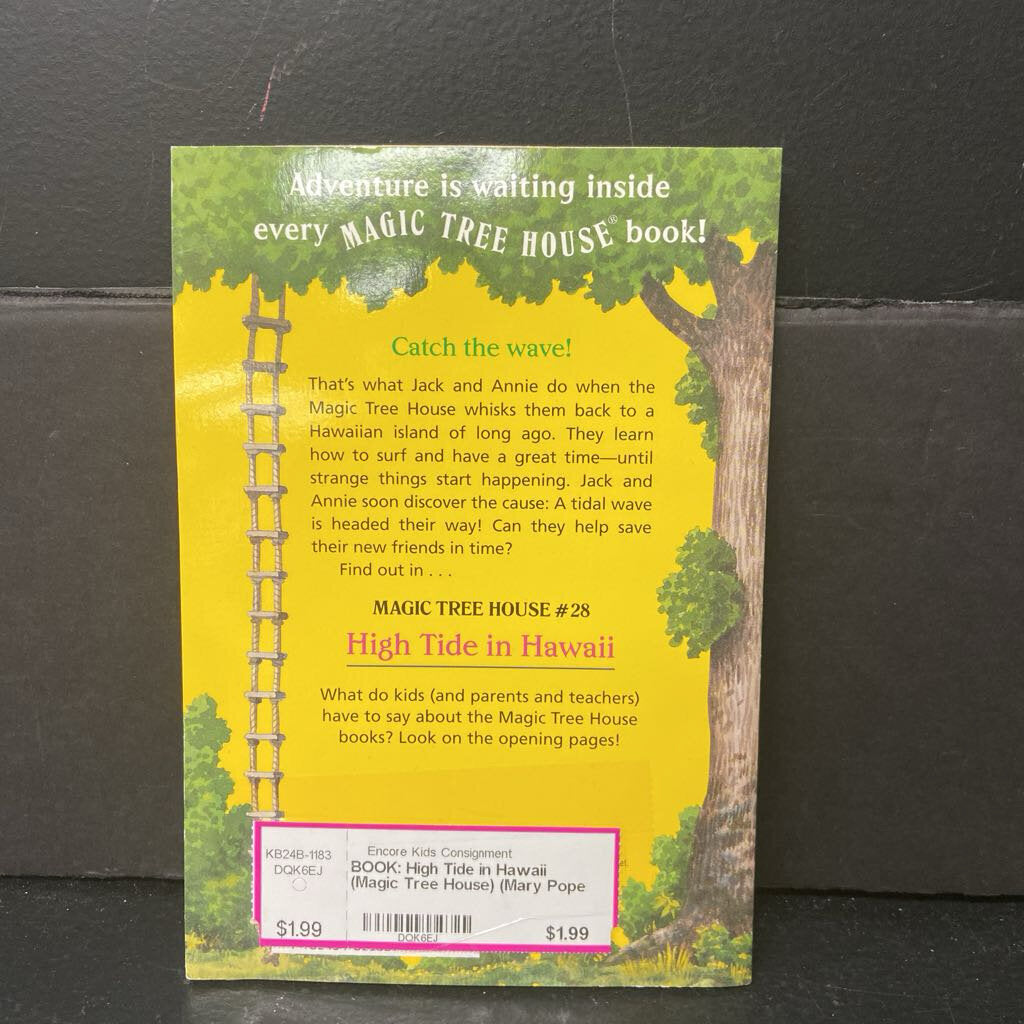 Adventure is waiting inside
every MAGIC TREE HOUSE® book!
Catch the wave!
That's what Jack and Annie do when the
Magic Tree House whisks them back to a
Hawaiian island of long ago. They learn
how to surf and have a great time—until
strange things start happening. Jack and
Annie soon discover the cause: A tidal wave
is headed their way! Can they help save
their new friends in time?
Find out in . . .
MAGIC TREE HOUSE #28
High Tide in Hawaii
What do kids (and parents and teachers)
have to say about the Magic Tree House
books? Look on the opening pages!
KB24B-1183
DQK6EJ
$1.99
Encore Kids Consignment
BOOK: High Tide in Hawaii
(Magic Tree House) (Mary Pope
DQK6EJ
$1.99